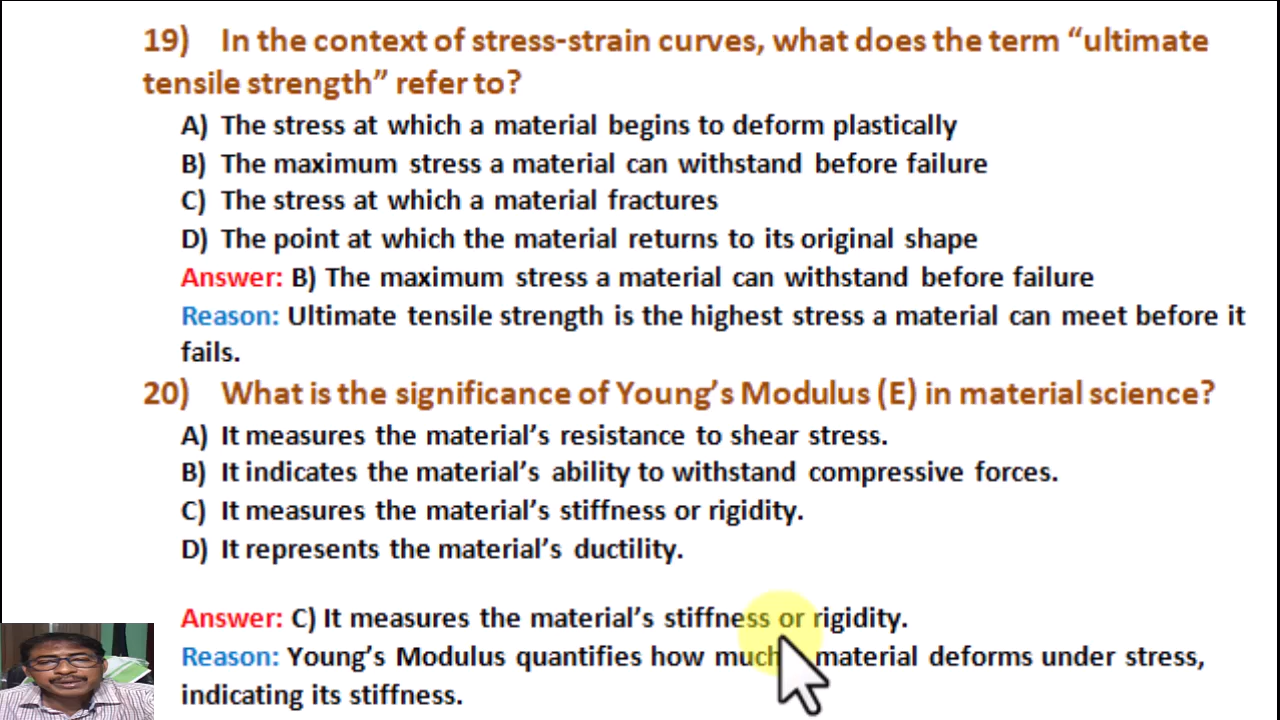 19) In the context of stress-strain curves, what does the term “ultimate
tensile strength” refer to?
A) The stress at which a material begins to deform plastically
B) The maximum stress a material can withstand before failure
C) The stress at which a material fractures
D) The point at which the material returns to its original shape
Answer: B) The maximum stress a material can withstand before failure
Reason: Ultimate tensile strength is the highest stress a material can meet before it
fails.
20) What is the significance of Young’s Modulus (E) in material science?
A) It measures the material’s resistance to shear stress.
B) It indicates the material’s ability to withstand compressive forces.
C) It measures the material’s stiffness or rigidity.
D) It represents the material’s ductility.
Answer: C) It measures the material’s stiffness or rigidity.
Reason: Young’s Modulus quantifies how much material deforms under stress,
indicating its stiffness.